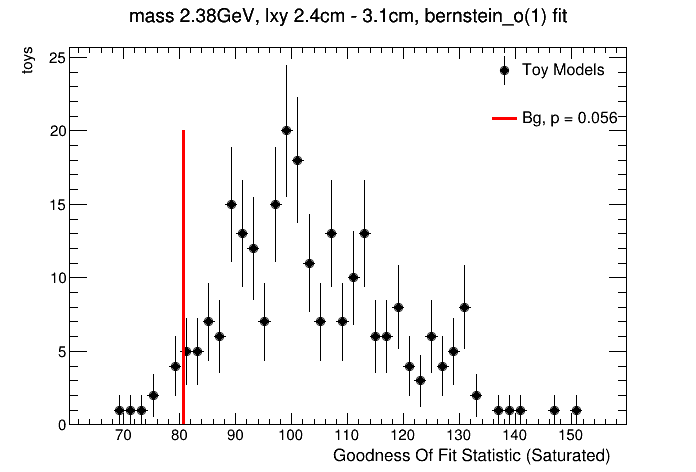 mass 2.38GeV, lxy 2.4cm - 3.1cm, bernstein_o(1) fit
toys
25
20
15
10
5
0
Toy Models
Bg, p = 0.056
70 80 90 100 110 120 130 140 150
Goodness Of Fit Statistic (Saturated)